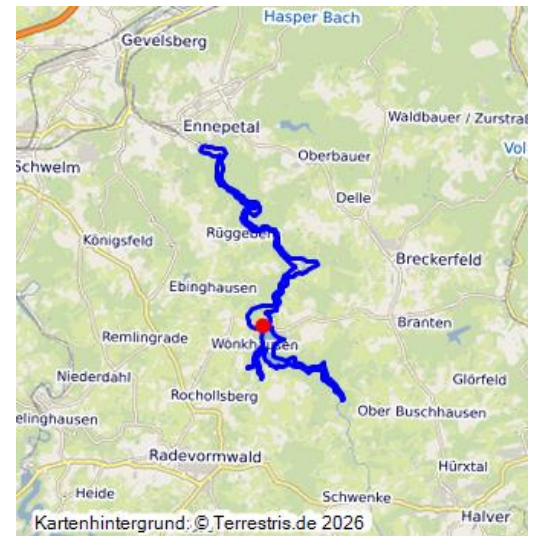 Hasper Bach
Gevelsberg
Ennepetal
Waldbauer / Zurstraß
Oberbauer
Vol
Schwelm
Delle
Königsfeld
Rüggeberg
Breckerfeld
Ebinghausen
Branten
Remlingrade
Wönkhausen
Niederdahl
Glörfeld
Rochollsberg
Ober Buschhausen
elinghausen
Radevormwald
Hürxtal
Heide
Schwenke
Halver
Kartenhintergrund: © Terrestris.de 2026